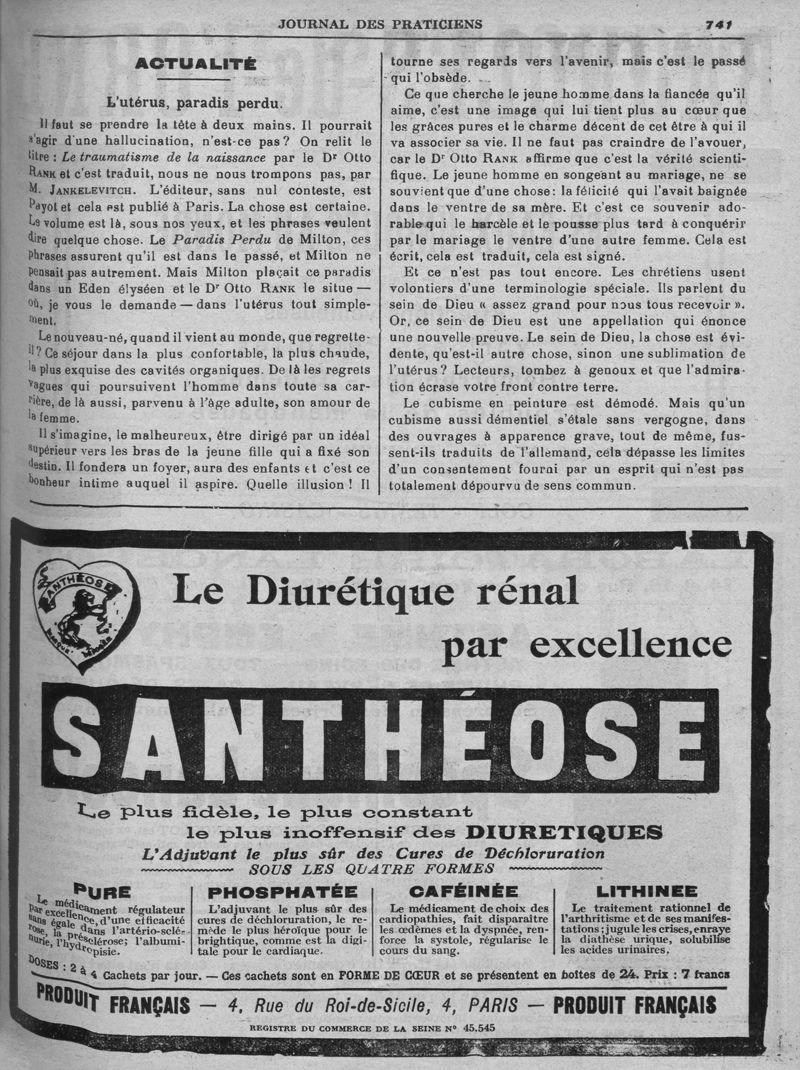 JOURNAL DES PRATICIENS 741
ACTUALITÉ
L'utérus, paradis perdu.
Il faut se prendre la tête à deux mains. Il pourrait
s'agir d'une hallucination, n'est-ce pas ? On relit le
titre : Le traumatisme de la naissance par le Dr Otto
RANK et c'est traduit, nous ne nous trompons pas, par
M. JANKELEVITCH. L'éditeur, sans nul conteste, est
Payot et cela est publié à Paris. La chose est certaine.
Le volume est là, sous nos yeux, et les phrases veulent
dire quelque chose. Le Paradis Perdu de Milton, ces
phrases assurent qu'il est dans le passé, et Milton ne
pensait pas autrement. Mais Milton plaçait ce paradis
dans un Eden élyséen et le Dr Otto RANK le situe —
où, je vous le demande — dans l'utérus tout simple-
ment.
Le nouveau-né, quand il vient au monde, que regrette-
il ? Ce séjour dans la plus confortable, la plus chaude,
la plus exquise des cavités organiques. De là les regrets
vagues qui poursuivent l'homme dans toute sa car-
rière, de là aussi, parvenu à l'âge adulte, son amour de
la femme.
Il s'imagine, le malheureux, être dirigé par un idéal
supérieur vers les bras de la jeune fille qui a fixé son
destin. Il fondera un foyer, aura des enfants et c'est ce
bonheur intime auquel il aspire. Quelle illusion ! Il
tourne ses regards vers l'avenir, mais c'est le passé
qui l'obsède.
Ce que cherche le jeune homme dans la fiancée qu'il
aime, c'est une image qui lui tient plus au cœur que
les grâces pures et le charme décent de cet être à qui il
va associer sa vie. Il ne faut pas craindre de l'avouer,
car le Dr Otto RANK affirme que c'est la vérité scienti-
fique. Le jeune homme en songeant au mariage, ne se
souvient que d'une chose : la félicité qui l'avait baignée
dans le ventre de sa mère. Et c'est ce souvenir ado-
rable qui le harcèle et le pousse plus tard à conquérir
par le mariage le ventre d'une autre femme. Cela est
écrit, cela est traduit, cela est signé.
Et ce n'est pas tout encore. Les chrétiens usent
volontiers d'une terminologie spéciale. Ils parlent du
sein de Dieu « assez grand pour nous tous recevoir ».
Or, ce sein de Dieu est une appellation qui énonce
une nouvelle preuve. Le sein de Dieu, la chose est évi-
dente, qu'est-il autre chose, sinon une sublimation de
l'utérus ? Lecteurs, tombez à genoux et que l'admira-
tion écrase votre front contre terre.
Le cubisme en peinture est démodé. Mais qu'un
cubisme aussi démentiel s'étale sans vergogne, dans
des ouvrages à apparence grave, tout de même, fus-
sent-ils traduits de l'allemand, cela dépasse les limites
d'un consentement fourni par un esprit qui n'est pas
totalement dépourvu de sens commun.
SANTHÉOSE
Le Diurétique rénal
par excellence
SANTHÉOSE
Le plus fidèle, le plus constant
le plus inoffensif des DIURETIQUES
L'Adjuvant le plus sûr des Cures de Déchloruration
SOUS LES QUATRE FORMES
PURE
Le médicament régulateur
par excellence, d'une efficacité
sans égale dans l'artério-sclé-
rose, la présclérose; l'albumi-
nurie, l'hydropisie.
PHOSPHATÉE
L'adjuvant le plus sûr des
cures de déchloruration, le re-
mède le plus héroïque pour le
brightique, comme est la digi-
tale pour le cardiaque.
CAFÉINÉE
Le médicament de choix des
cardiopathies, fait disparaître
les œdèmes et la dyspnée, ren-
force la systole, régularise le
cours du sang.
LITHINEE
Le traitement rationnel de
l'arthritisme et de ses manifes-
tations; jugule les crises, enraye
la diathèse urique, solubilise
les acides urinaires.
DOSES : 2 à 4 Cachets par jour. — Ces cachets sont en FORME DE CŒUR et se présentent en boîtes de 24. Prix : 7 francs
PRODUIT FRANÇAIS — 4, Rue du Roi-de-Sicile, 4, PARIS — PRODUIT FRANÇAIS
REGISTRE DU COMMERCE DE LA SEINE No 45.545